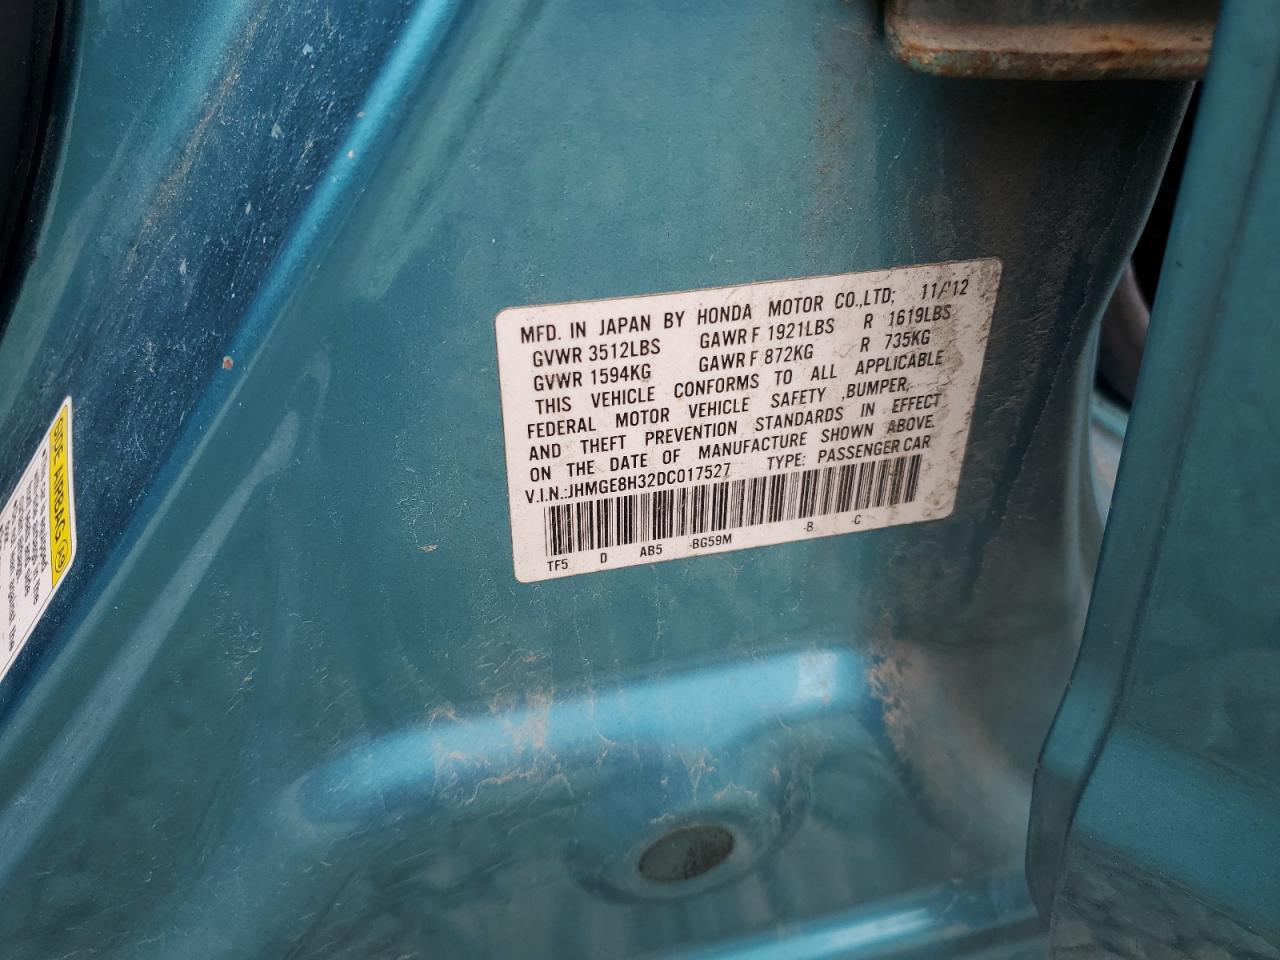 MFD. IN JAPAN BY HONDA MOTOR CO.,LTD; 11/'12
GVWR 3512LBS GAWR F 1921LBS R 1619LBS
GVWR 1594KG GAWR F 872KG R 735KG
THIS VEHICLE CONFORMS TO ALL APPLICABLE
FEDERAL MOTOR VEHICLE SAFETY ,BUMPER,
AND THEFT PREVENTION STANDARDS IN EFFECT
ON THE DATE OF MANUFACTURE SHOWN ABOVE.
V.I.N.:JHMGE8H32DC017527 TYPE: PASSENGER CAR
TF5 D AB5 -BG59M -B -C
SIDE AIRBAG